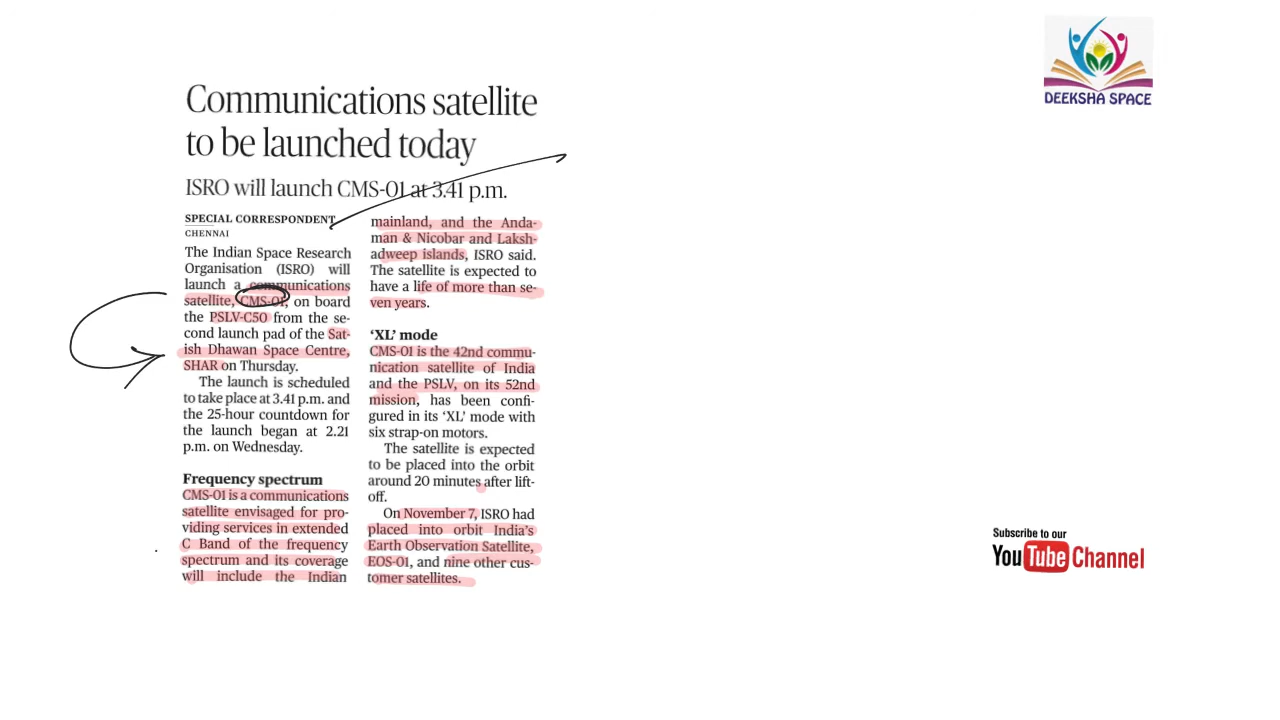 DEEKSHA SPACE
Communications satellite
to be launched today
ISRO will launch CMS-01 at 3.41 p.m.
SPECIAL CORRESPONDENT
CHENNAI
The Indian Space Research
Organisation (ISRO) will
launch a communications
satellite, CMS-01, on board
the PSLV-C50 from the se-
cond launch pad of the Sat-
ish Dhawan Space Centre,
SHAR on Thursday.
The launch is scheduled
to take place at 3.41 p.m. and
the 25-hour countdown for
the launch began at 2.21
p.m. on Wednesday.
Frequency spectrum
CMS-01 is a communications
satellite envisaged for pro-
viding services in extended
C Band of the frequency
spectrum and its coverage
will include the Indian
mainland, and the Anda-
man & Nicobar and Laksh-
adweep islands, ISRO said.
The satellite is expected to
have a life of more than se-
ven years.
‘XL’ mode
CMS-01 is the 42nd commu-
nication satellite of India
and the PSLV, on its 52nd
mission, has been confi-
gured in its ‘XL’ mode with
six strap-on motors.
The satellite is expected
to be placed into the orbit
around 20 minutes after lift-
off.
On November 7, ISRO had
placed into orbit India’s
Earth Observation Satellite,
EOS-01, and nine other cus-
tomer satellites.
Subscribe to our
YouTube Channel